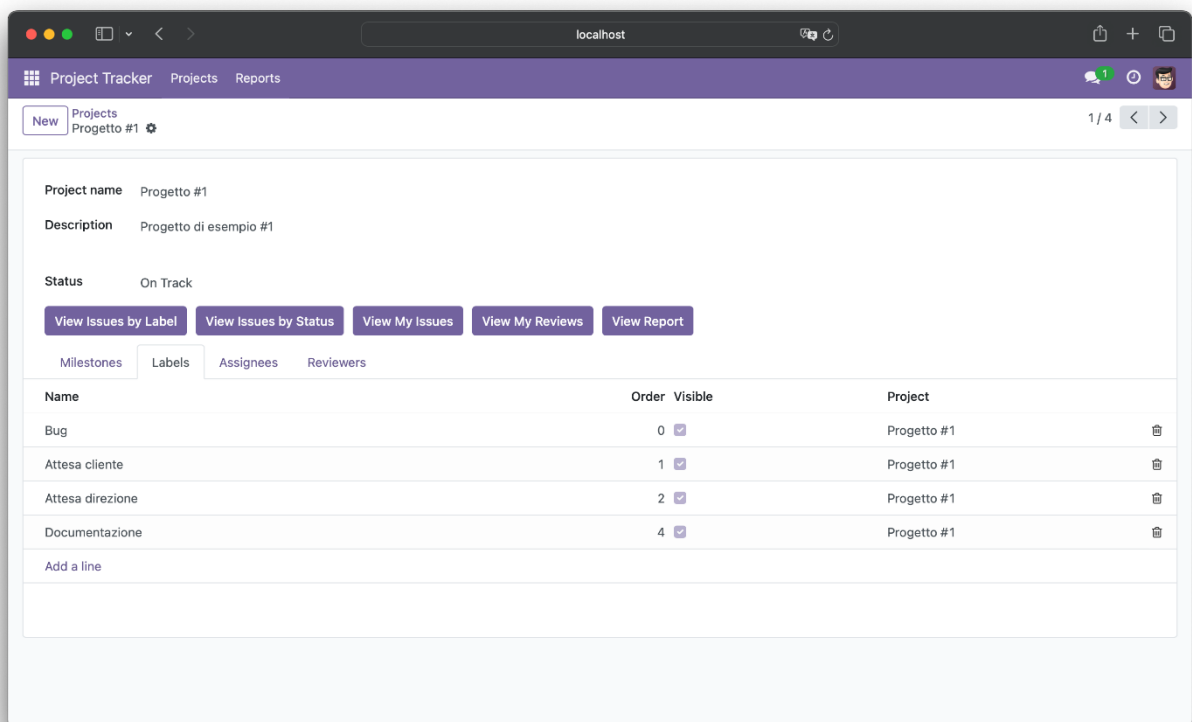 localhost
Project Tracker Projects Reports 1
New Projects
Progetto #1
1 / 4
Project name Progetto #1
Description Progetto di esempio #1
Status On Track
View Issues by Label View Issues by Status View My Issues View My Reviews View Report
Milestones Labels Assignees Reviewers
Name Order Visible Project
Bug 0 Progetto #1
Attesa cliente 1 Progetto #1
Attesa direzione 2 Progetto #1
Documentazione 4 Progetto #1
Add a line